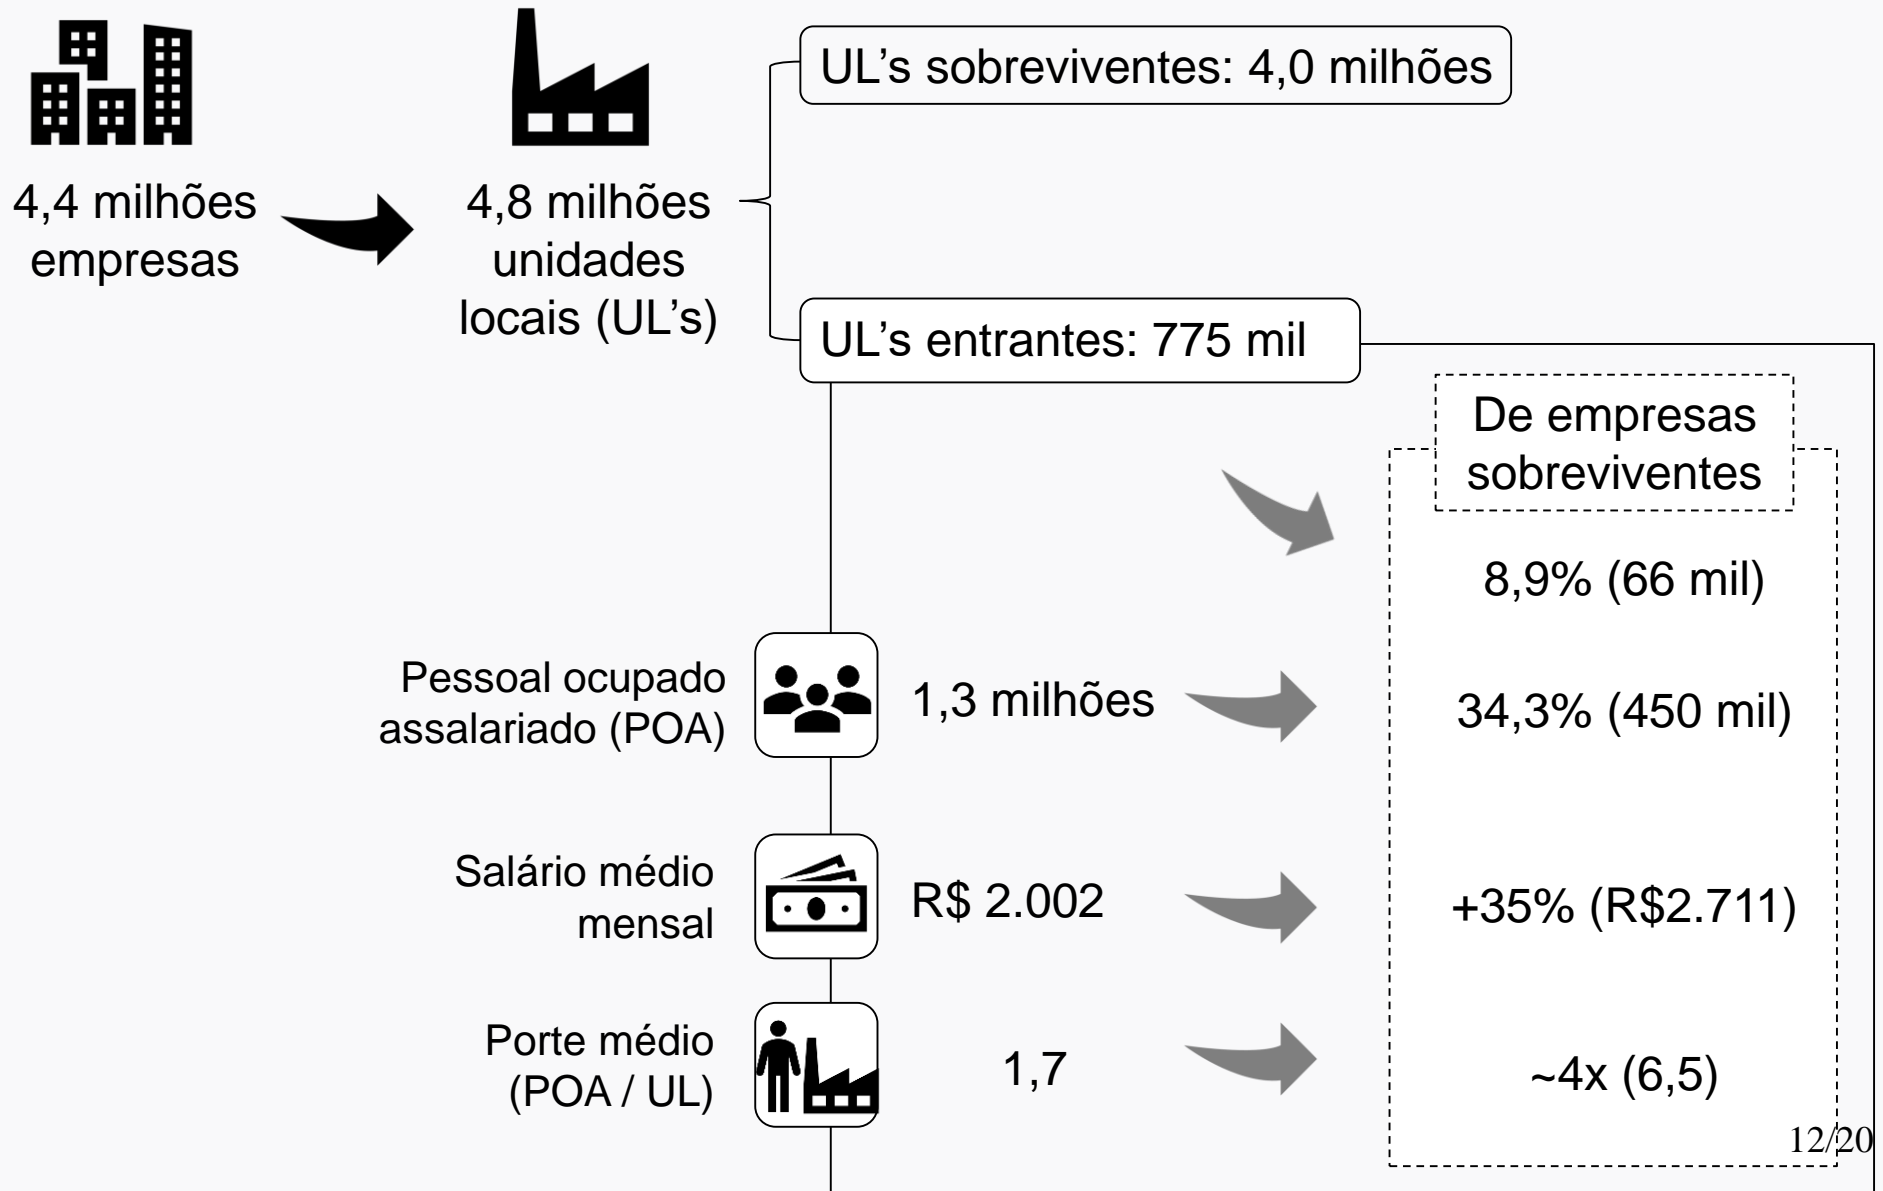 4,4 milhões
empresas
4,8 milhões
unidades
locais (UL’s)
UL’s sobreviventes: 4,0 milhões
UL’s entrantes: 775 mil
De empresas
sobreviventes
8,9% (66 mil)
Pessoal ocupado
assalariado (POA)
1,3 milhões
34,3% (450 mil)
Salário médio
mensal
R$ 2.002
+35% (R$2.711)
Porte médio
(POA / UL)
1,7
~4x (6,5)
12/20